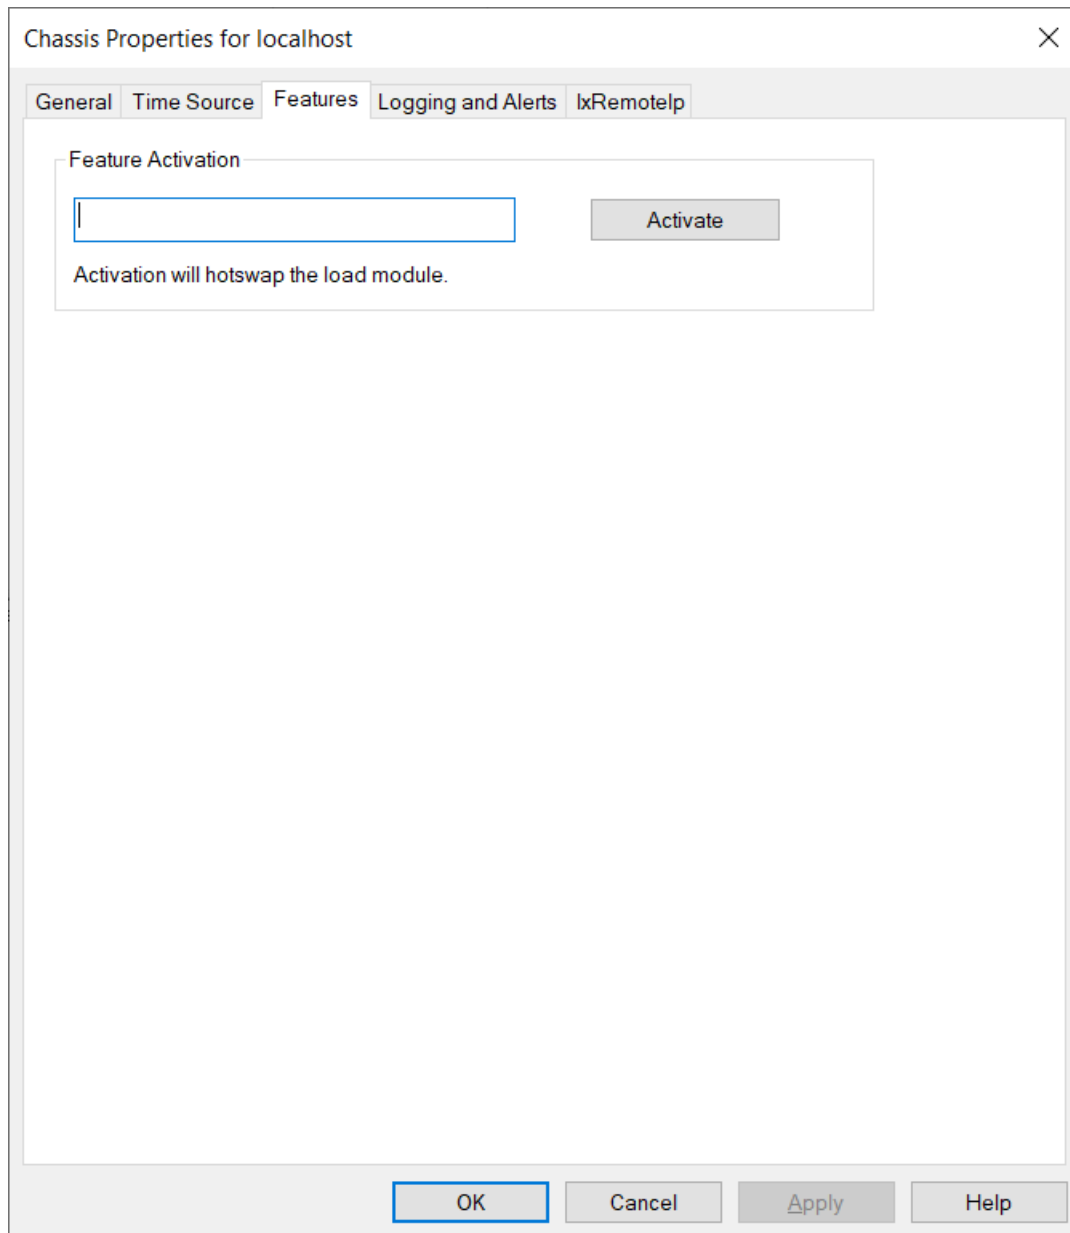 Chassis Properties for localhost
General Time Source Features Logging and Alerts IxRemoteIp
Feature Activation
Activate
Activation will hotswap the load module.
OK Cancel Apply Help